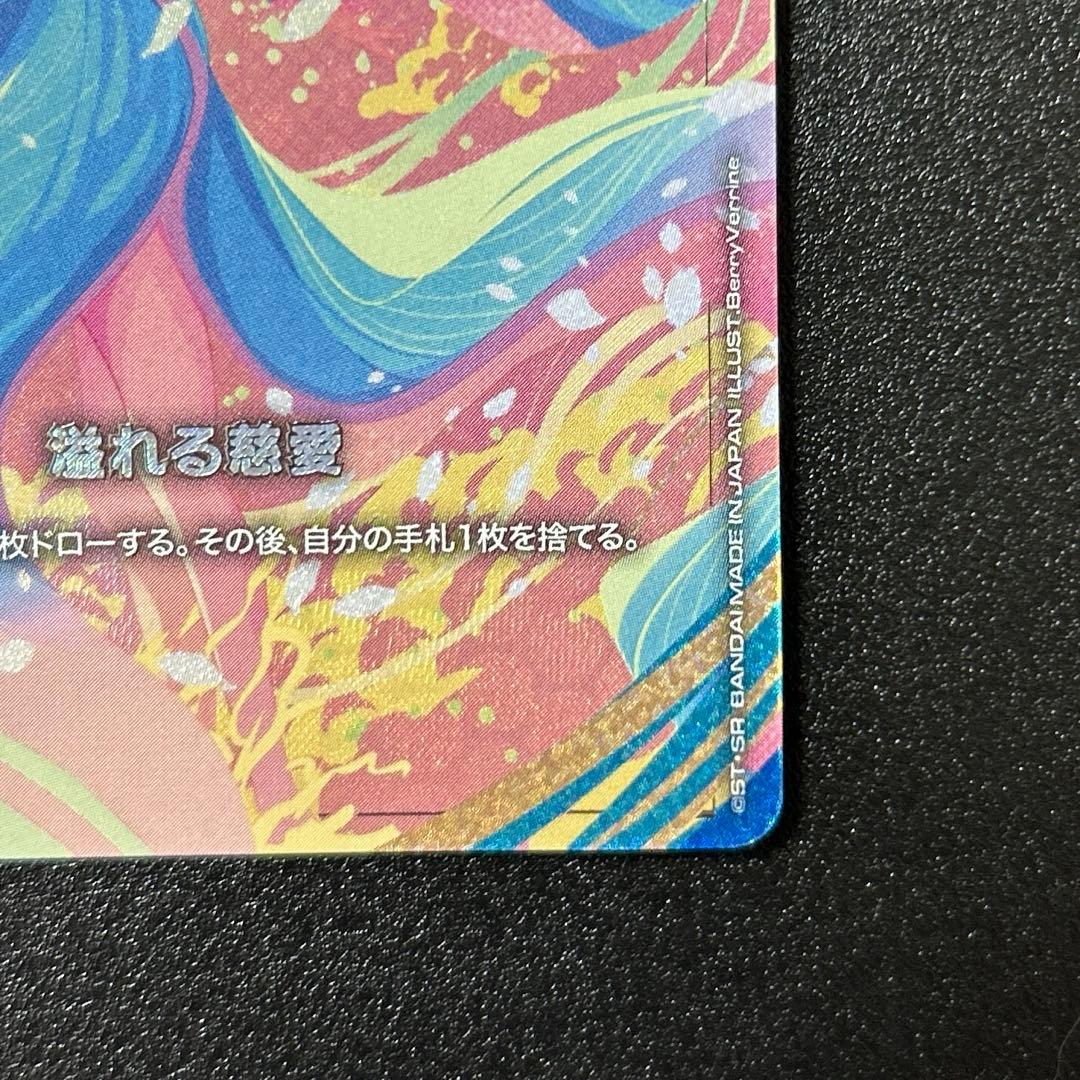 溢れる慈愛
枚ドローする。その後、自分の手札1枚を捨てる。
©ST・SR BANDAI MADE IN JAPAN ILLUST.BerryVerrine